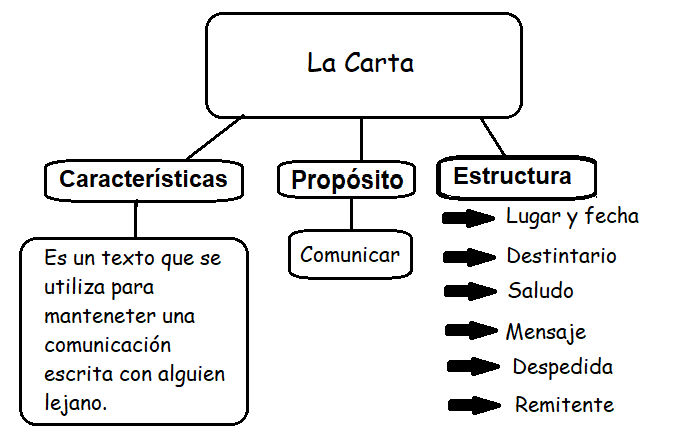 La Carta
Características
Es un texto que se
utiliza para
manteneter una
comunicación
escrita con alguien
lejano.
Propósito
Comunicar
Estructura
Lugar y fecha
Destintario
Saludo
Mensaje
Despedida
Remitente